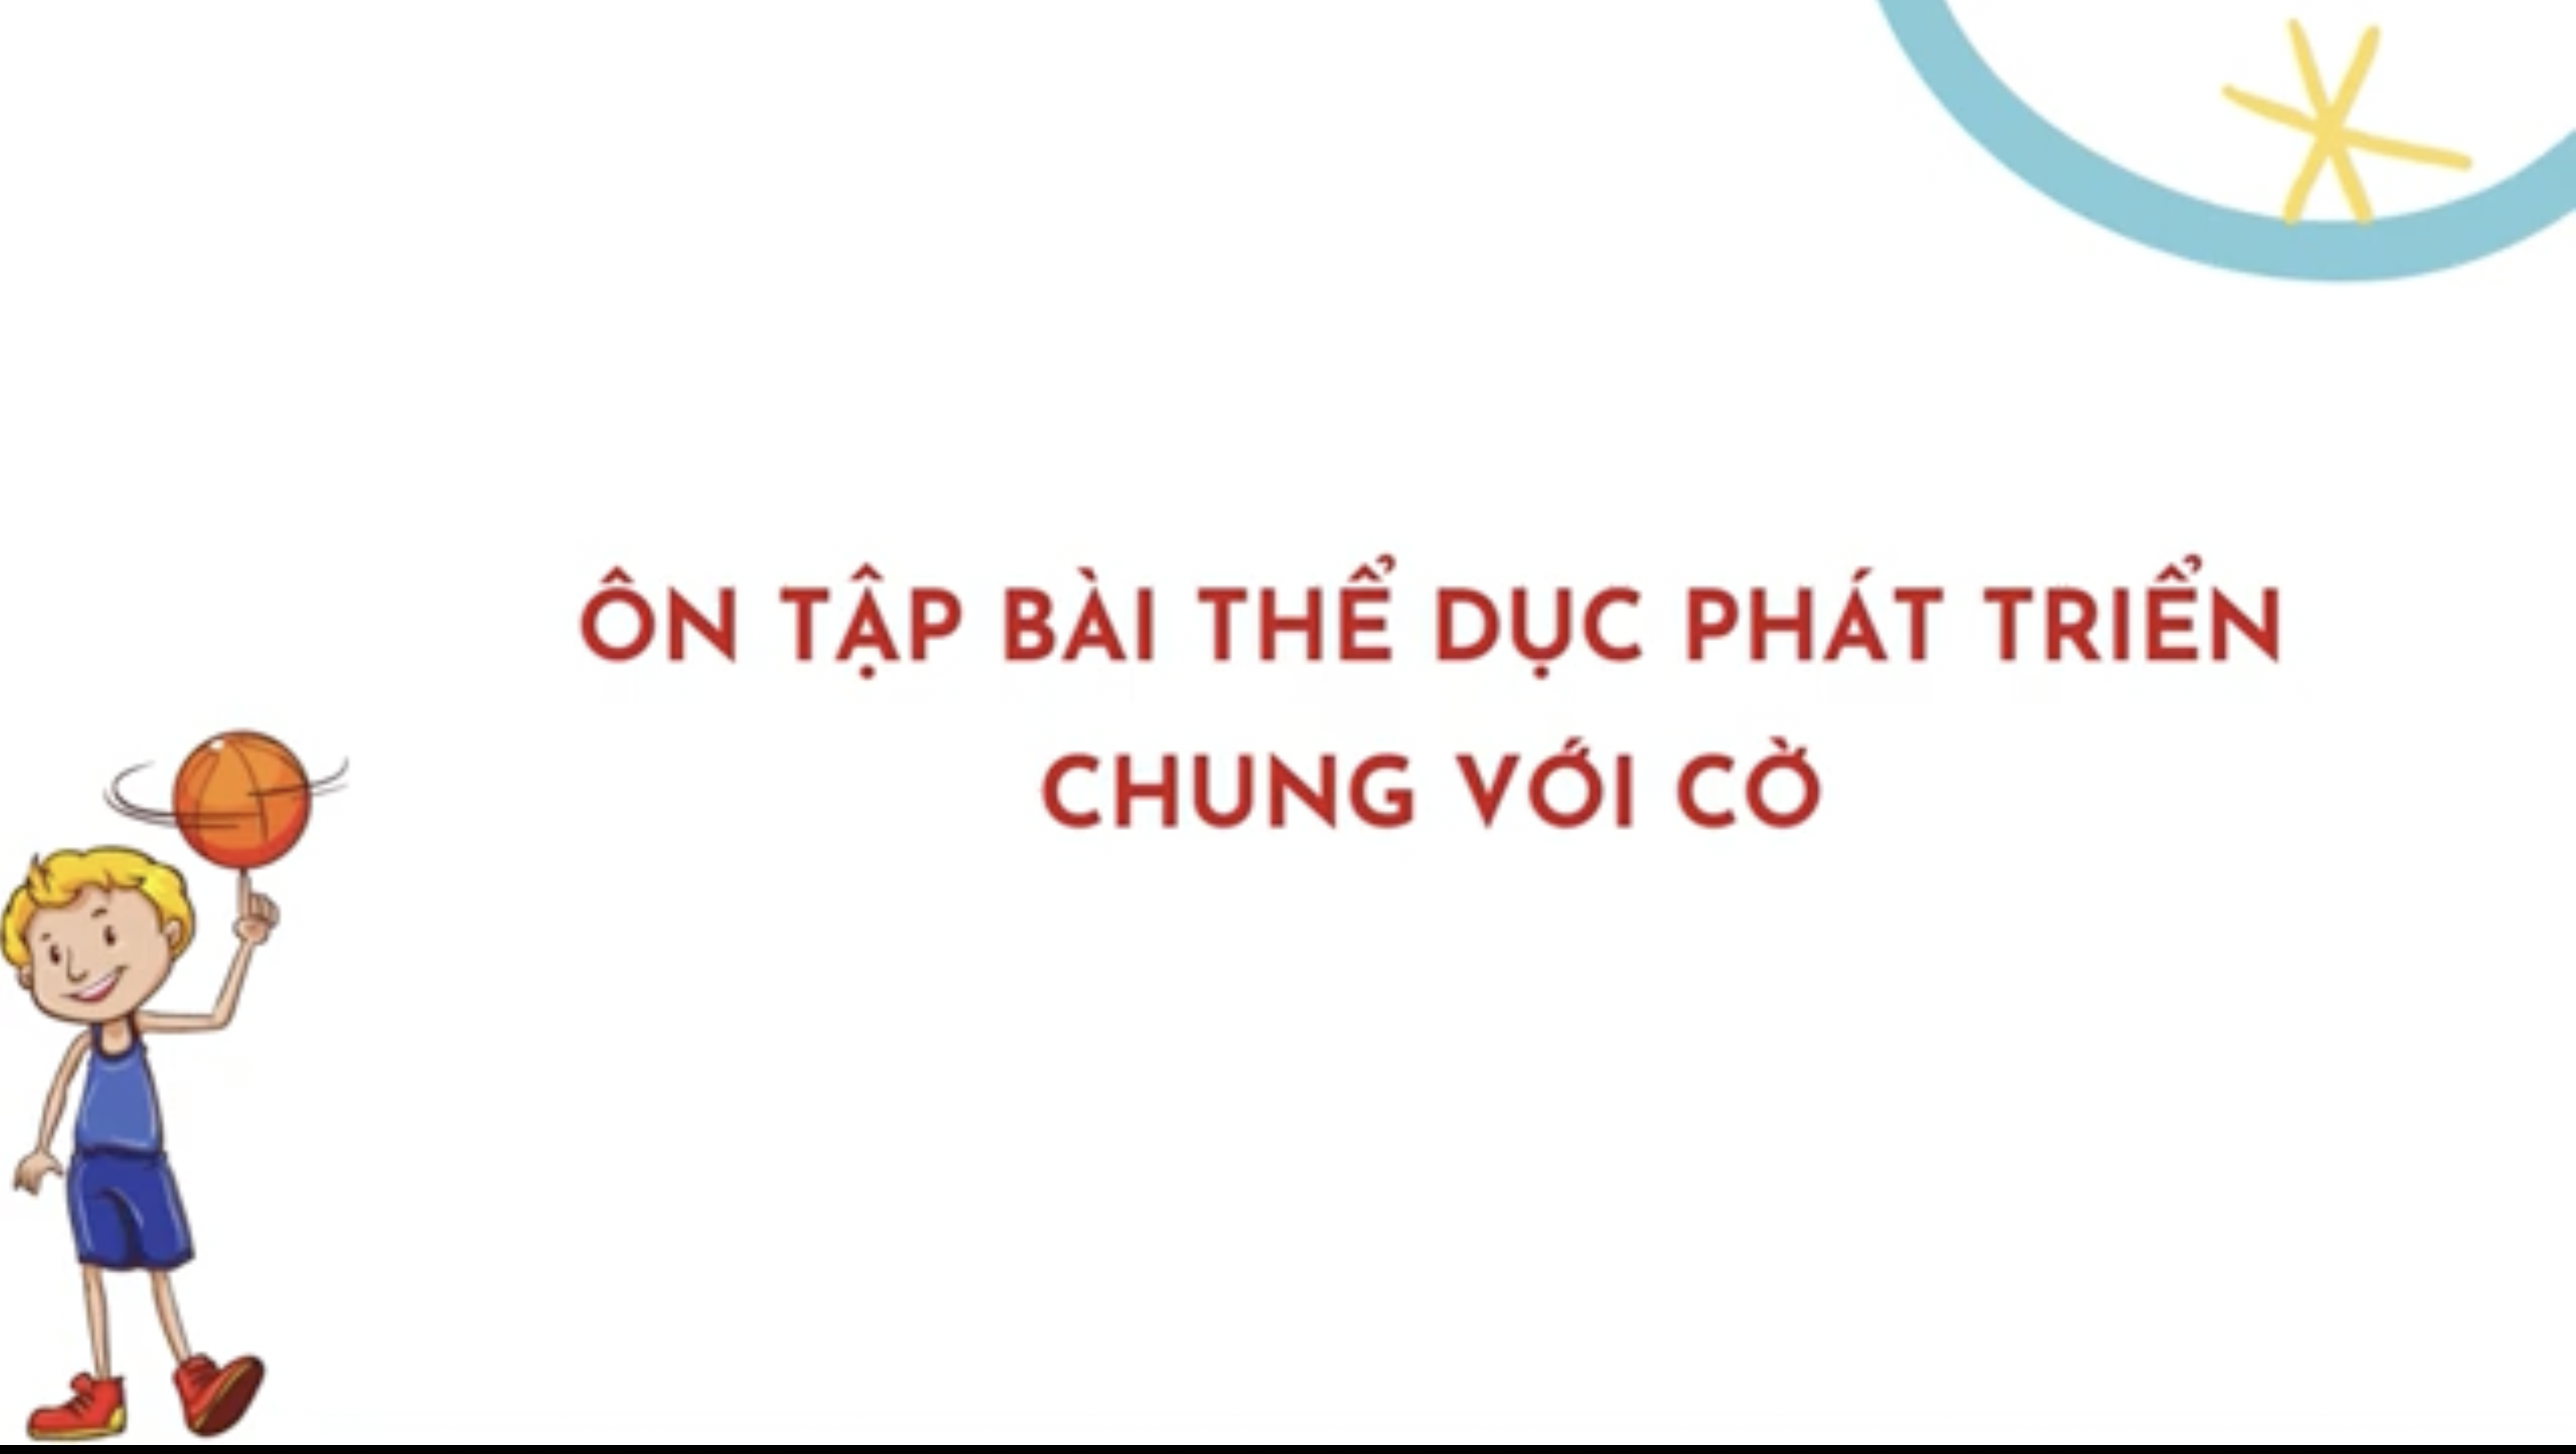 ÔN TẬP BÀI THỂ DỤC PHÁT TRIỂN
CHUNG VỚI CỜ